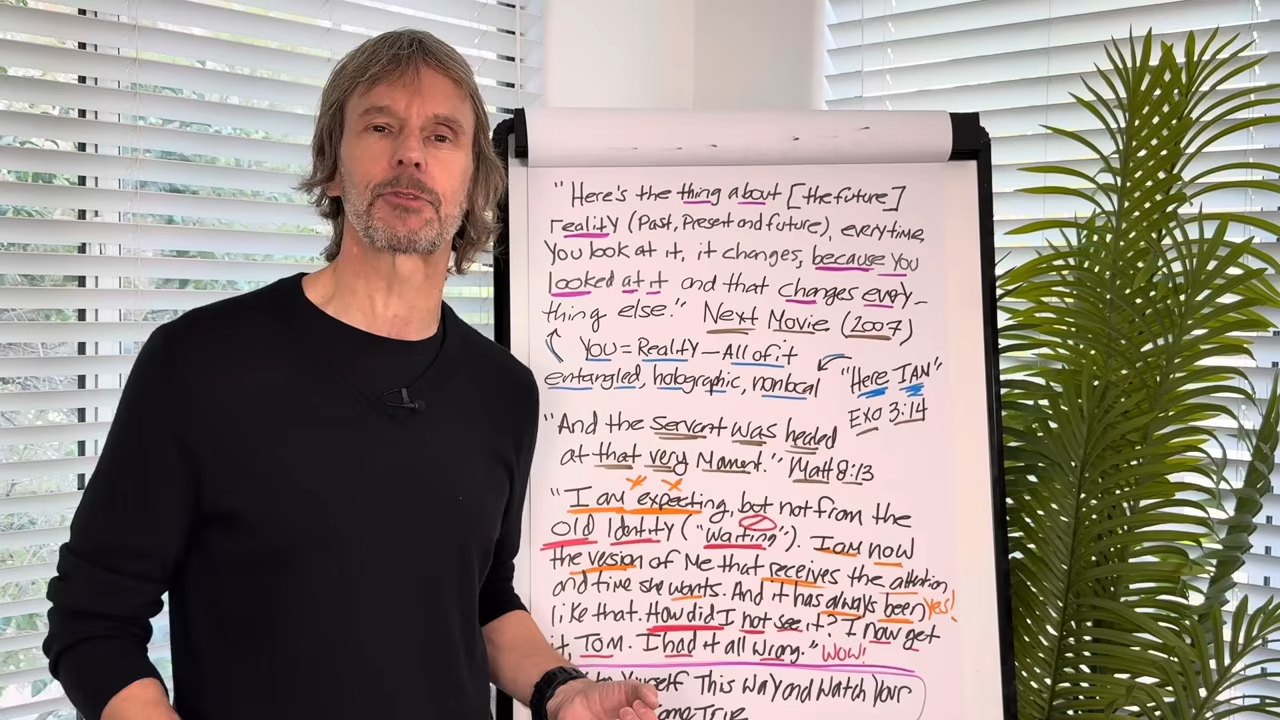 "Here's the thing about [the future]
reality (Past, Present and future), everytime
You look at it, it changes, because you
looked at it and that changes every-
thing else." Next Movie (2007)
You = Reality - All of it
entangled, holographic, nonlocal
"Here I AM"
Exo 3:14
"And the servant was healed
at that very Moment." Matt 8:13
"I am expecting, but not from the
Old Identity ("waiting"). I am now
the version of Me that receives the attention
and time she wants. And it has always been
Yes!
like that. How did I not see it? I now get
it, TOM. I had it all wrong." WOW!
Yourself This Way and Watch Your
True